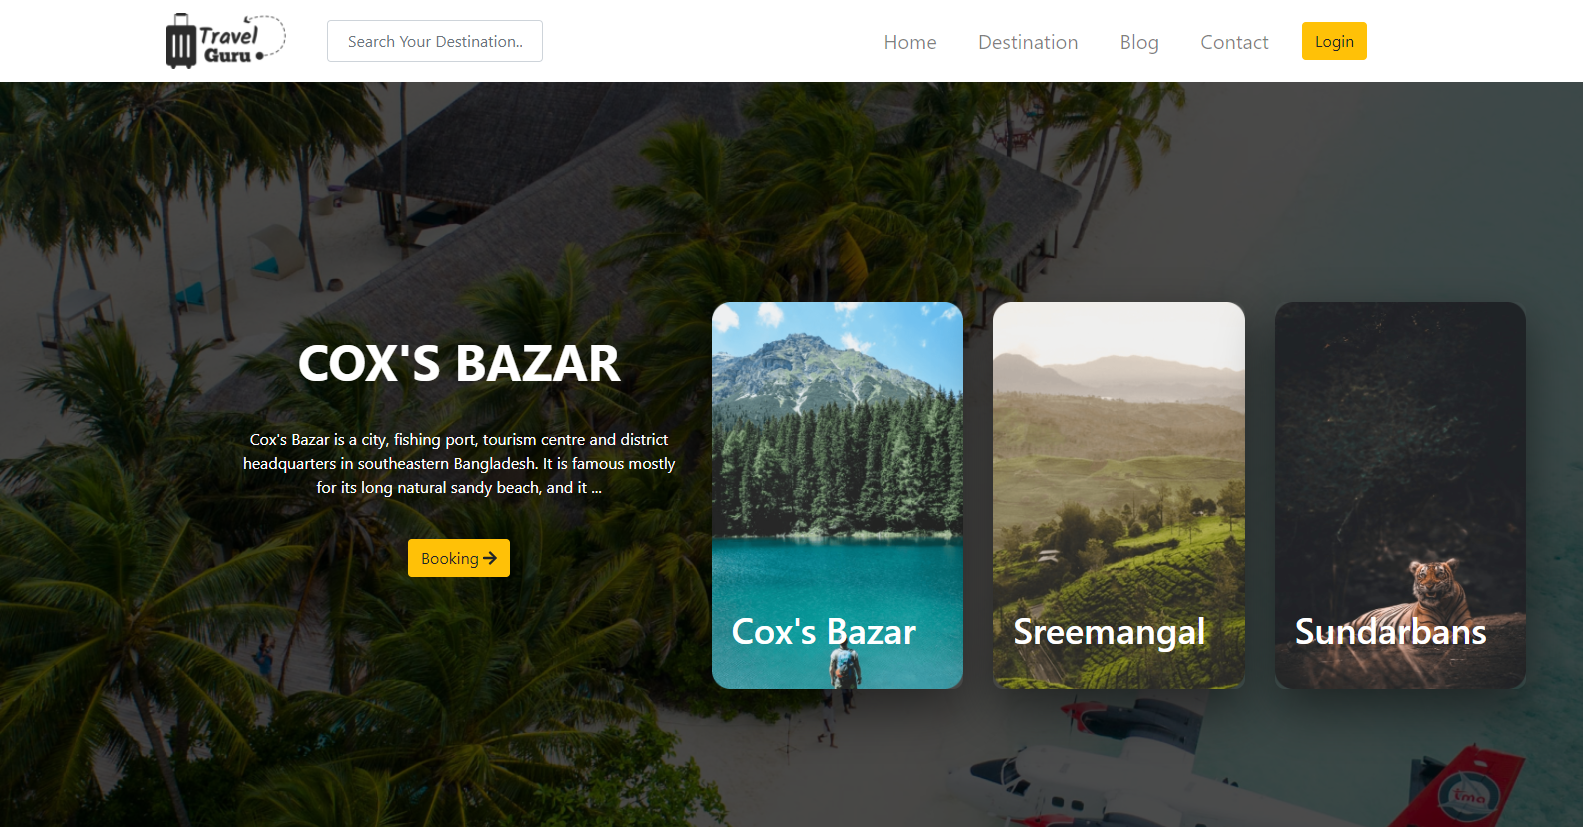 Travel
Guru
Search Your Destination..
Home
Destination
Blog
Contact
Login
COX'S BAZAR
Cox's Bazar is a city, fishing port, tourism centre and district
headquarters in southeastern Bangladesh. It is famous mostly
for its long natural sandy beach, and it ...
Booking
Cox's Bazar
Sreemangal
Sundarbans
tma